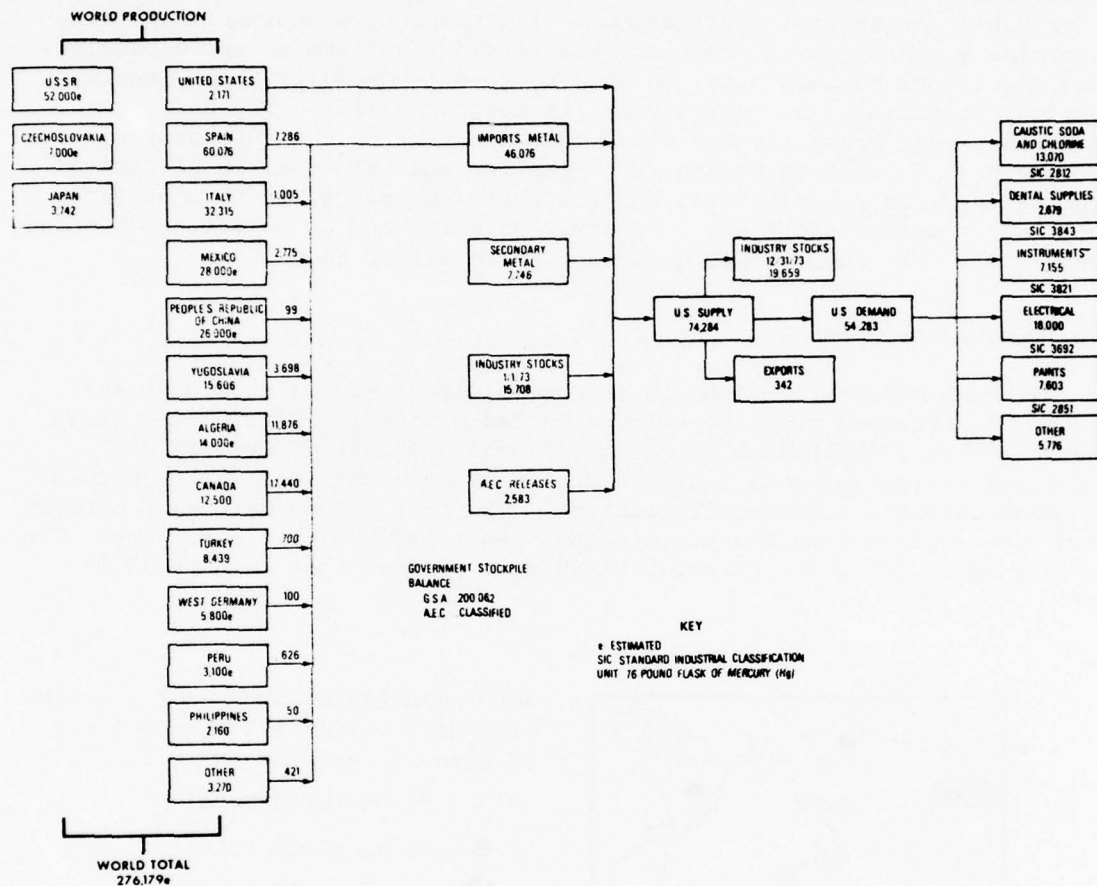 WORLD PRODUCTION
USSR
52.000e
CZECHOSLOVAKIA
7.000e
JAPAN
3.742
UNITED STATES
2.171
SPAIN
60.076
7.286
ITALY
32.315
1.005
MEXICO
28.000e
2.775
PEOPLE'S REPUBLIC
OF CHINA
26.000e
99
YUGOSLAVIA
15.606
3.698
ALGERIA
14.000e
11.876
CANADA
12.500
17.440
TURKEY
8.439
700
WEST GERMANY
5.800e
100
PERU
3.100e
626
PHILIPPINES
2.160
50
OTHER
3.270
421
WORLD TOTAL
276.179e
IMPORTS METAL
46.076
SECONDARY
METAL
7.746
INDUSTRY STOCKS
1/1/73
15.708
A.E.C. RELEASES
2.583
GOVERNMENT STOCKPILE
BALANCE
G.S.A. 200.062
A.E.C. CLASSIFIED
INDUSTRY STOCKS
12/31/73
19.659
U.S. SUPPLY
74.284
U.S. DEMAND
54.283
EXPORTS
342
CAUSTIC SODA
AND CHLORINE
13.070
SIC 2812
DENTAL SUPPLIES
2.679
SIC 3843
INSTRUMENTS
7.155
SIC 3821
ELECTRICAL
18.000
SIC 3692
PAINTS
7.603
SIC 2851
OTHER
5.776
KEY
e ESTIMATED
SIC STANDARD INDUSTRIAL CLASSIFICATION
UNIT 76 POUND FLASK OF MERCURY (Hg)